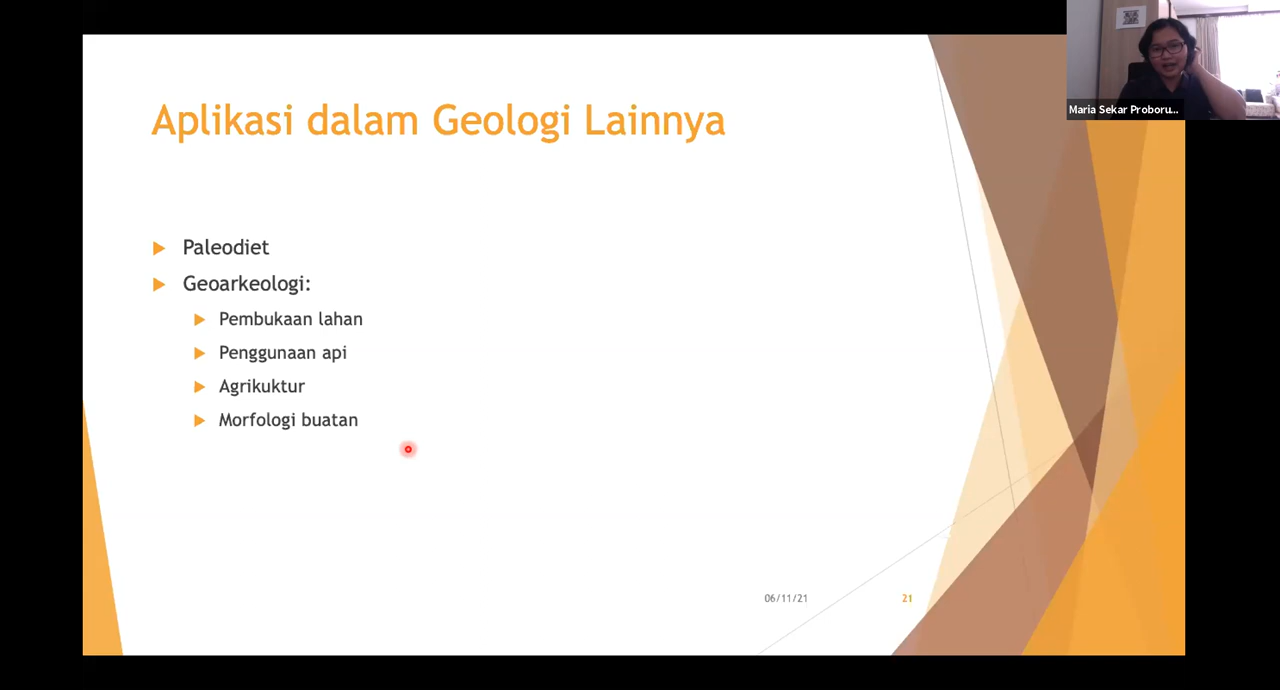 Aplikasi dalam Geologi Lainnya
Maria Sekar Proboru...
Paleodiet
Geoarkeologi:
Pembukaan lahan
Penggunaan api
Agrikuktur
Morfologi buatan
06/11/21
21